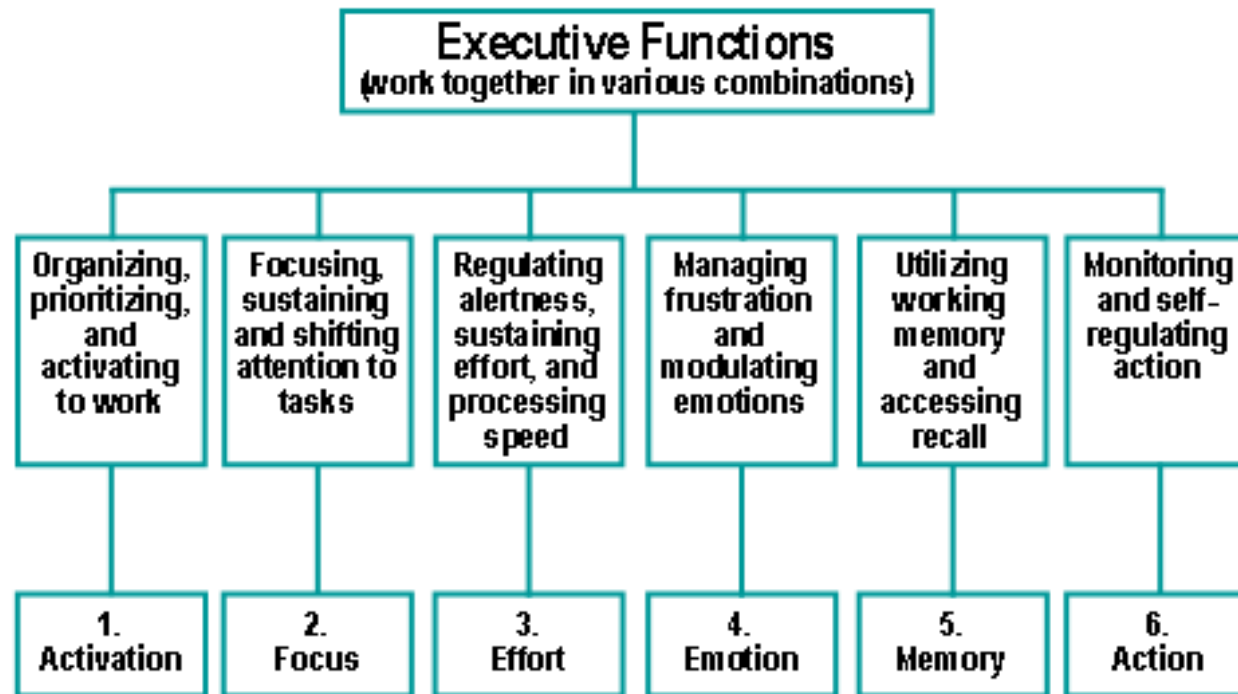 Executive Functions
(work together in various combinations)
Organizing,
prioritizing,
and
activating
to work
Focusing,
sustaining
and shifting
attention to
tasks
Regulating
alertness,
sustaining
effort, and
processing
speed
Managing
frustration
and
modulating
emotions
Utilizing
working
memory
and
accessing
recall
Monitoring
and self-
regulating
action
1.
Activation
2.
Focus
3.
Effort
4.
Emotion
5.
Memory
6.
Action